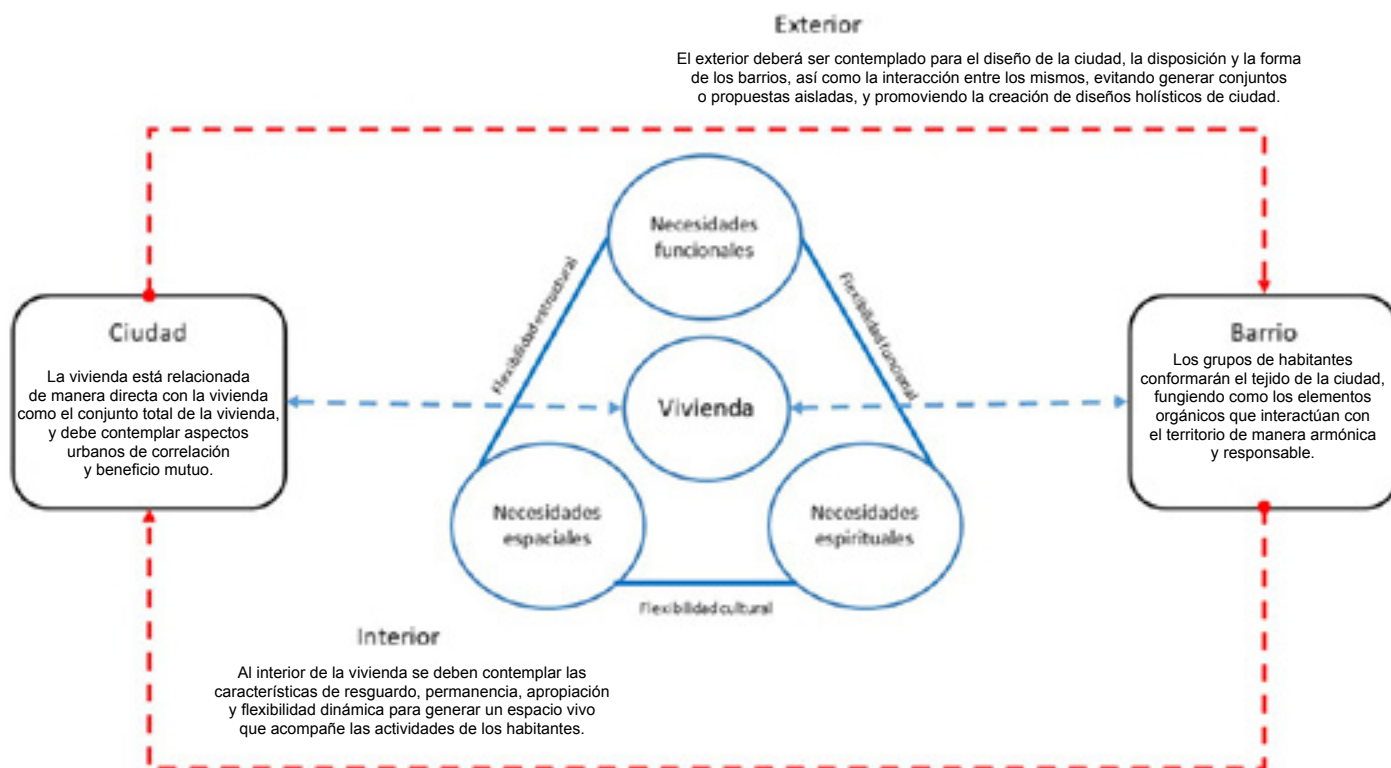 Exterior
El exterior deberá ser contemplado para el diseño de la ciudad, la disposición y la forma
de los barrios, así como la interacción entre los mismos, evitando generar conjuntos
o propuestas aisladas, y promoviendo la creación de diseños holísticos de ciudad.
Necesidades
funcionales
Flexibilidad estructural
Flexibilidad funcional
Ciudad
La vivienda está relacionada
de manera directa con la vivienda
como el conjunto total de la vivienda,
y debe contemplar aspectos
urbanos de correlación
y beneficio mutuo.
Vivienda
Barrio
Los grupos de habitantes
conformarán el tejido de la ciudad,
fungiendo como los elementos
orgánicos que interactúan con
el territorio de manera armónica
y responsable.
Necesidades
espaciales
Necesidades
espirituales
Flexibilidad cultural
Interior
Al interior de la vivienda se deben contemplar las
características de resguardo, permanencia, apropiación
y flexibilidad dinámica para generar un espacio vivo
que acompañe las actividades de los habitantes.